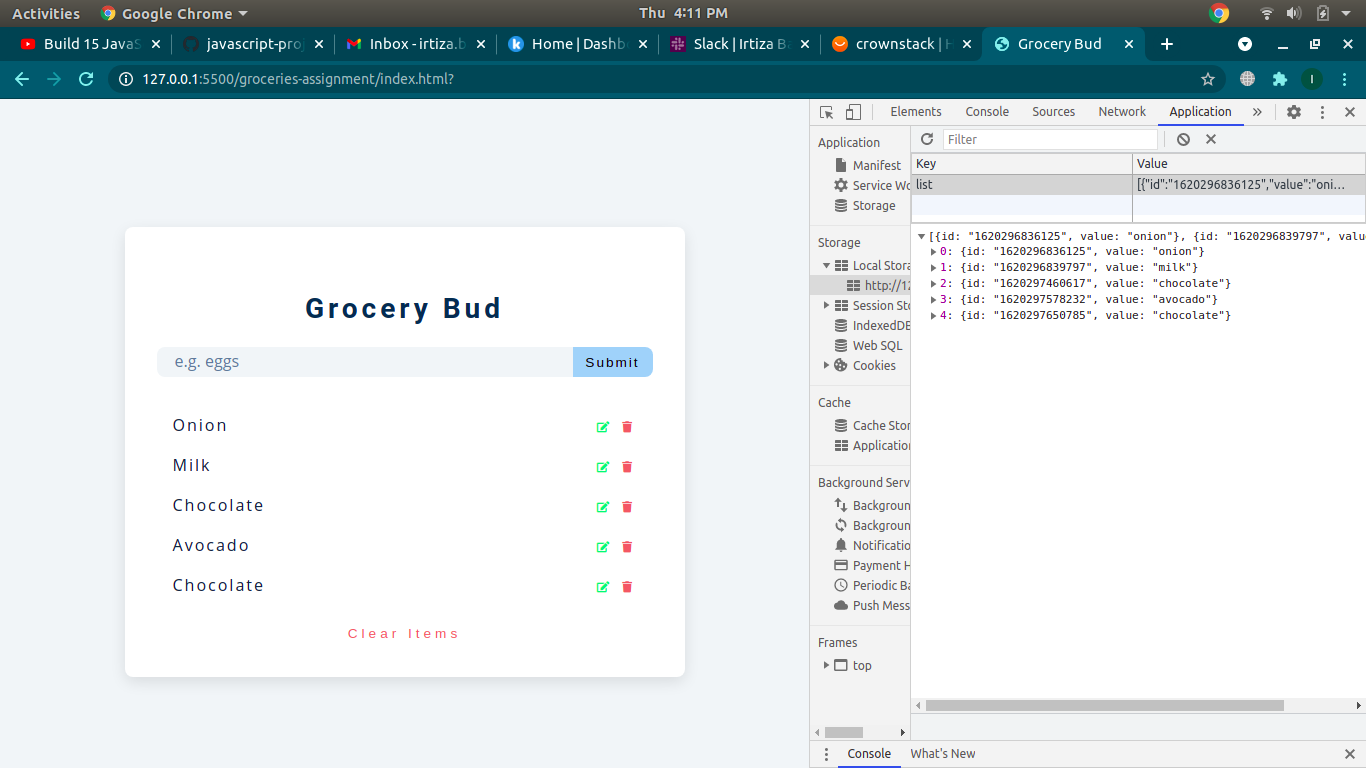 Activities Google Chrome Thu 4:11 PM
Build 15 JavaS javascript-proj Inbox - irtiza.b Home | Dashb Slack | Irtiza Ba crownstack | H Grocery Bud
127.0.0.1:5500/groceries-assignment/index.html? I
Grocery Bud
e.g. eggs Submit
Onion
Milk
Chocolate
Avocado
Chocolate
Clear Items
Elements Console Sources Network Application
Application
Manifest
Service Wo
Storage
Storage
Local Stora
http://12
Session Sto
IndexedDB
Web SQL
Cookies
Cache
Cache Stor
Applicatio
Background Serv
Backgroun
Backgroun
Notificatio
Payment H
Periodic Ba
Push Mess
Frames
top
Filter
Key Value
list [{"id":"1620296836125","value":"oni…
[{id: "1620296836125", value: "onion"}, {id: "1620296839797", valu
0: {id: "1620296836125", value: "onion"}
1: {id: "1620296839797", value: "milk"}
2: {id: "1620297460617", value: "chocolate"}
3: {id: "1620297578232", value: "avocado"}
4: {id: "1620297650785", value: "chocolate"}
Console What's New